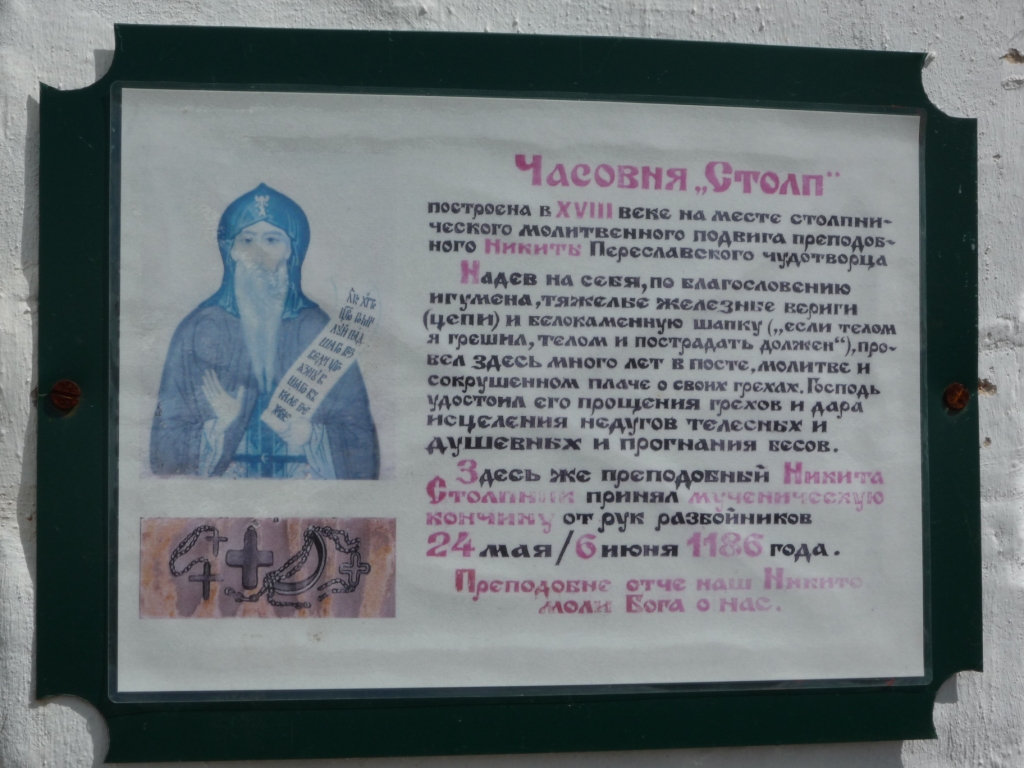 Часовня „Столп“
построена в XVIII веке на месте столпни-
ческого молитвенного подвига преподоб-
ного Никиты Переславского чудотворца
Надев на себя, по благословению
игумена, тяжелые железные вериги
(цепи) и белокаменную шапку („если телом
я грешил, телом и пострадать должен“), про-
вел здесь много лет в посте, молитве и
сокрушенном плаче о своих грехах. Господь
удостоил его прощения грехов и дара
исцеления недугов телесных и
душевных и прогнания бесов.
Здесь же преподобный Никита
Столпник принял мученическую
кончину от рук разбойников
24 мая/6 июня 1186 года.
Преподобне отче наш Никито
моли Бога о нас.